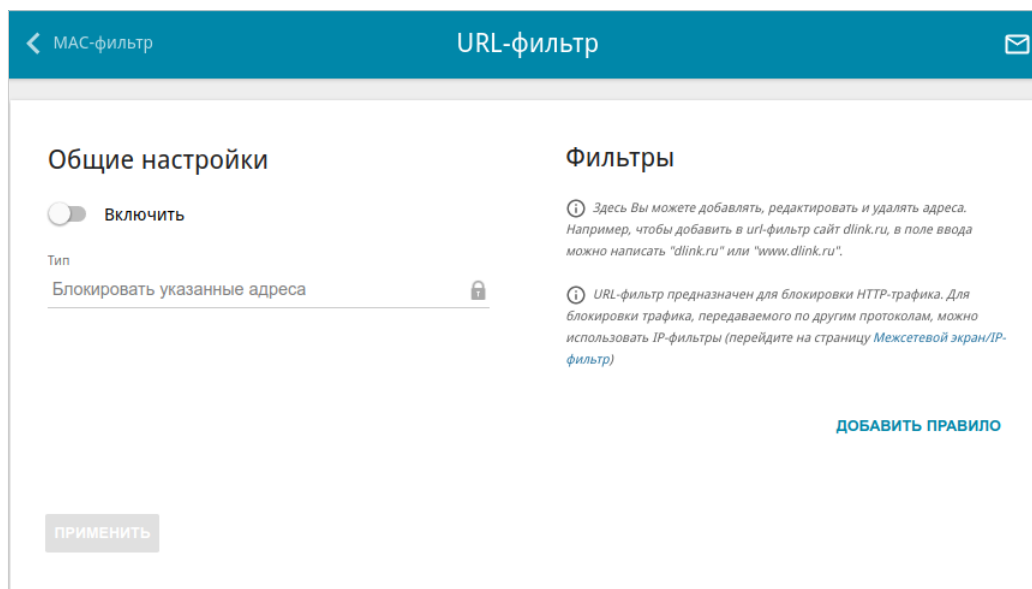 МАС-фильтр
URL-фильтр
Общие настройки
Включить
Тип
Блокировать указанные адреса
ПРИМЕНИТЬ
Фильтры
Здесь Вы можете добавлять, редактировать и удалять адреса.
Например, чтобы добавить в url-фильтр сайт dlink.ru, в поле ввода
можно написать "dlink.ru" или "www.dlink.ru".
URL-фильтр предназначен для блокировки HTTP-трафика. Для
блокировки трафика, передаваемого по другим протоколам, можно
использовать IP-фильтры (перейдите на страницу Межсетевой экран/IP-
фильтр)
ДОБАВИТЬ ПРАВИЛО